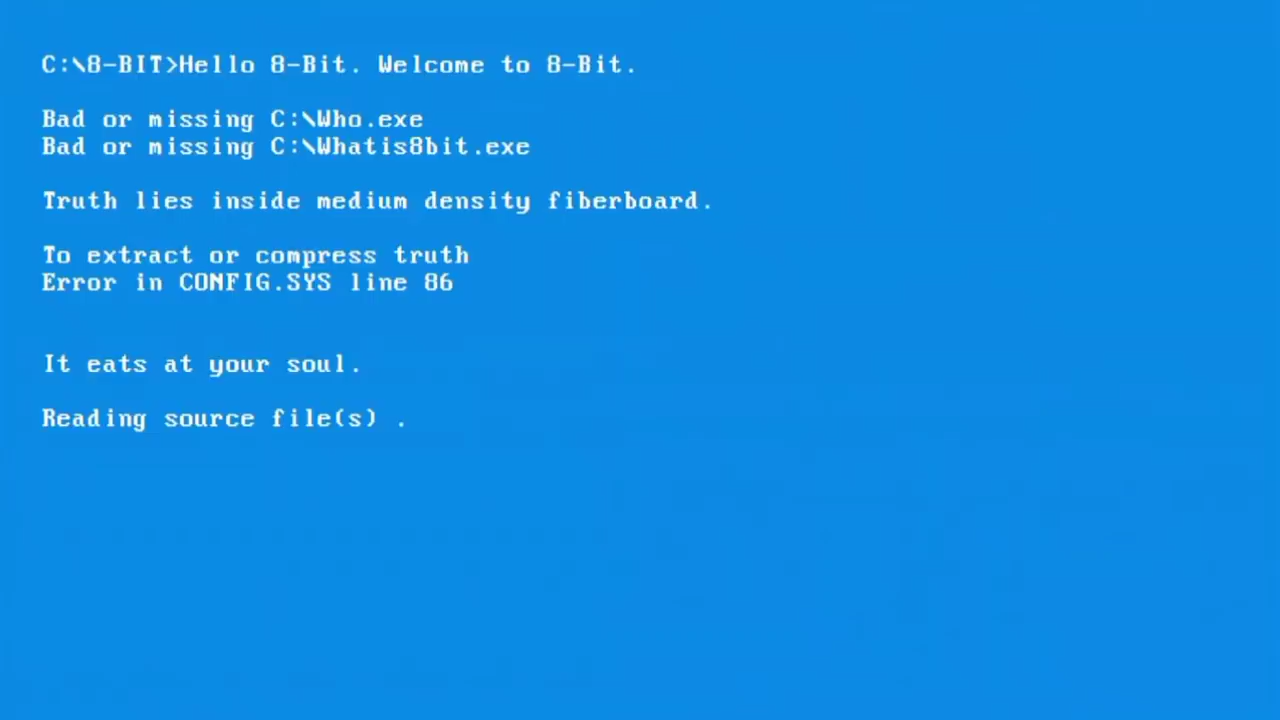 C:\8-BIT>Hello 8-Bit. Welcome to 8-Bit.
Bad or missing C:\Who.exe
Bad or missing C:\Whatis8bit.exe
Truth lies inside medium density fiberboard.
To extract or compress truth
Error in CONFIG.SYS line 86
It eats at your soul.
Reading source file(s) .